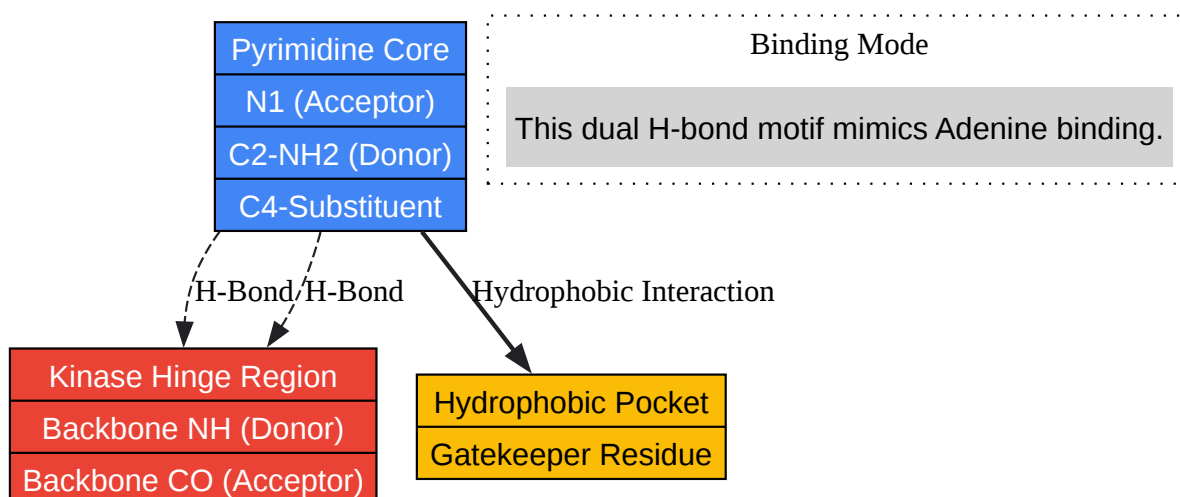 Pyrimidine Core
N1 (Acceptor)
C2-NH2 (Donor)
C4-Substituent
Binding Mode
This dual H-bond motif mimics Adenine binding.
H-Bond
H-Bond
Hydrophobic Interaction
Kinase Hinge Region
Backbone NH (Donor)
Backbone CO (Acceptor)
Hydrophobic Pocket
Gatekeeper Residue